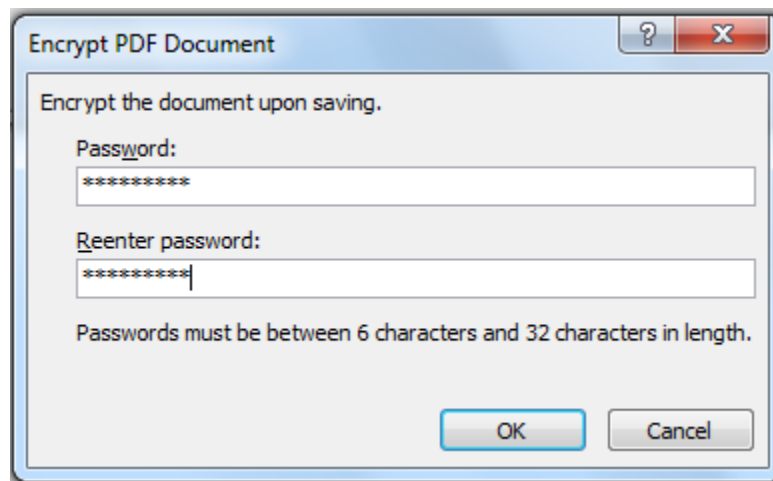 Encrypt PDF Document
Encrypt the document upon saving.
Password:
*********
Reenter password:
*********
Passwords must be between 6 characters and 32 characters in length.
OK
Cancel